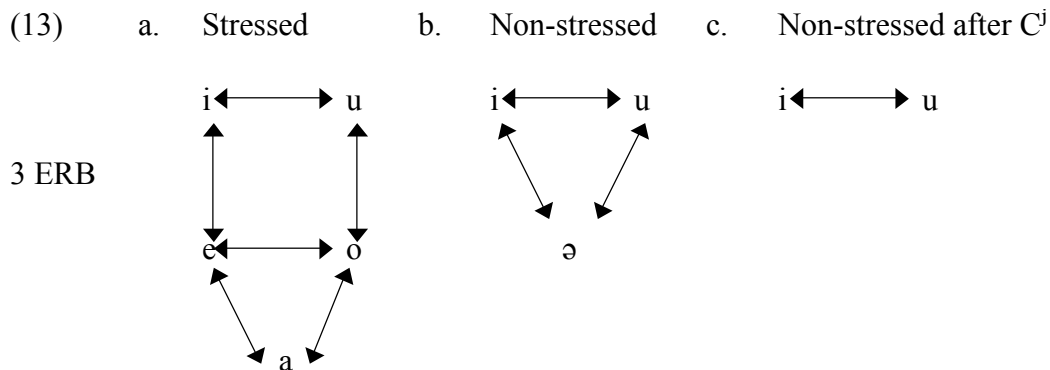 (13) a. Stressed b. Non-stressed c. Non-stressed after Cʲ
i u i u i u
3 ERB
e o ə
a